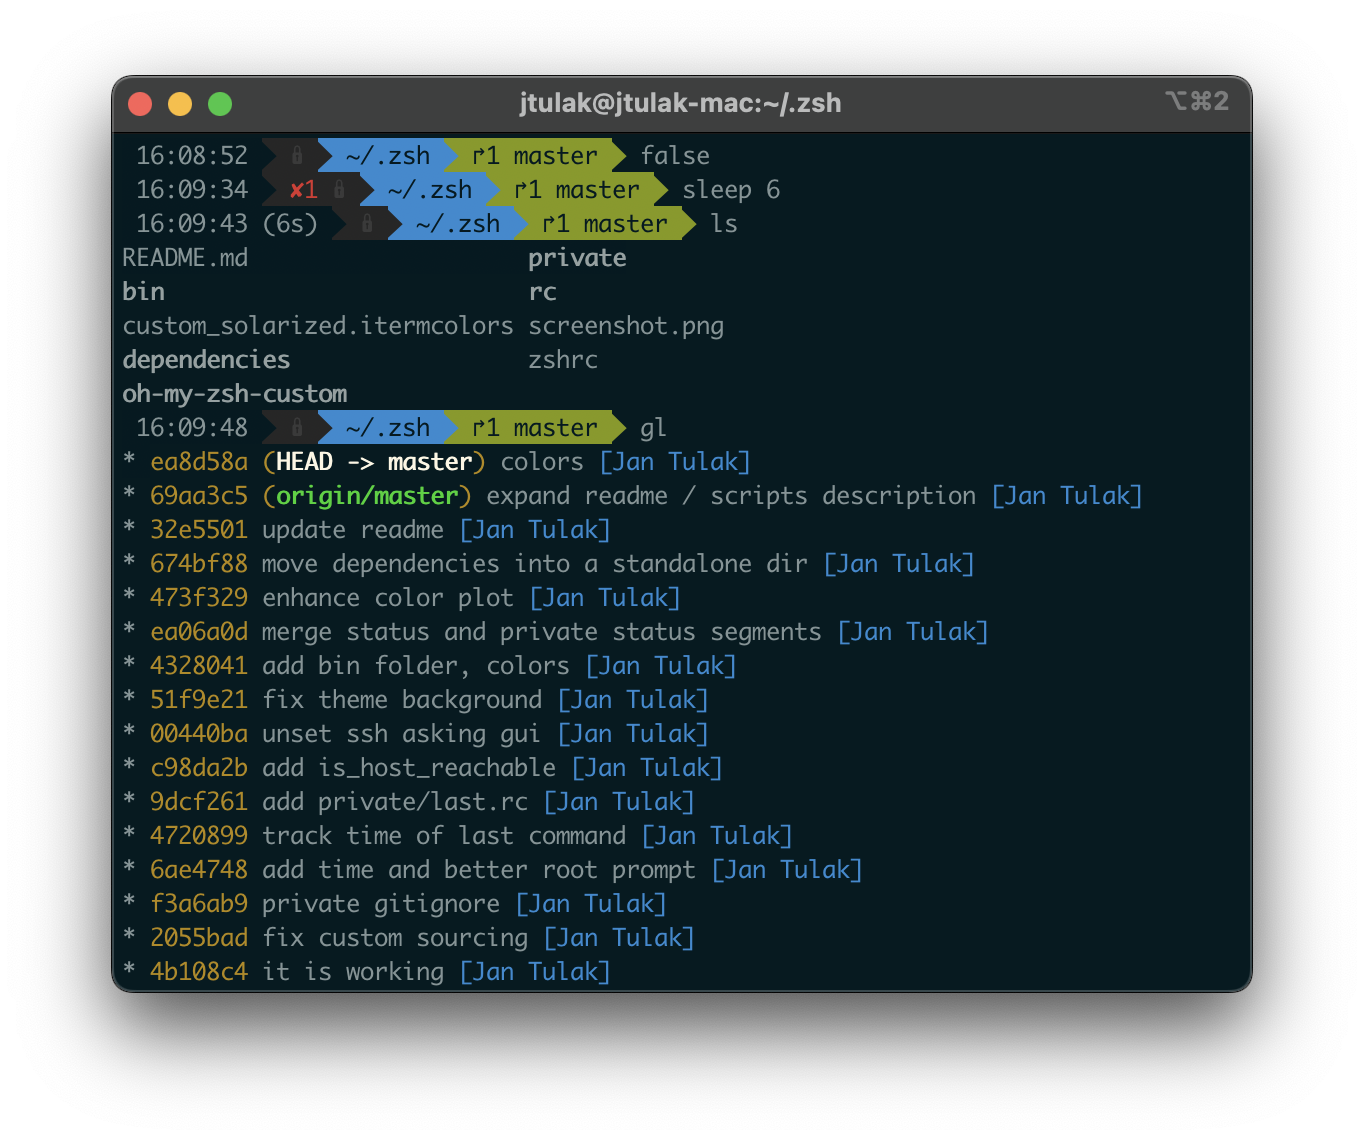 jtulak@jtulak-mac:~/.zsh ⌥⌘2
16:08:52 ~/.zsh ↱1 master false
16:09:34 ✘1 ~/.zsh ↱1 master sleep 6
16:09:43 (6s) ~/.zsh ↱1 master ls
README.md private
bin rc
custom_solarized.itermcolors screenshot.png
dependencies zshrc
oh-my-zsh-custom
16:09:48 ~/.zsh ↱1 master gl
* ea8d58a (HEAD -> master) colors [Jan Tulak]
* 69aa3c5 (origin/master) expand readme / scripts description [Jan Tulak]
* 32e5501 update readme [Jan Tulak]
* 674bf88 move dependencies into a standalone dir [Jan Tulak]
* 473f329 enhance color plot [Jan Tulak]
* ea06a0d merge status and private status segments [Jan Tulak]
* 4328041 add bin folder, colors [Jan Tulak]
* 51f9e21 fix theme background [Jan Tulak]
* 00440ba unset ssh asking gui [Jan Tulak]
* c98da2b add is_host_reachable [Jan Tulak]
* 9dcf261 add private/last.rc [Jan Tulak]
* 4720899 track time of last command [Jan Tulak]
* 6ae4748 add time and better root prompt [Jan Tulak]
* f3a6ab9 private gitignore [Jan Tulak]
* 2055bad fix custom sourcing [Jan Tulak]
* 4b108c4 it is working [Jan Tulak]